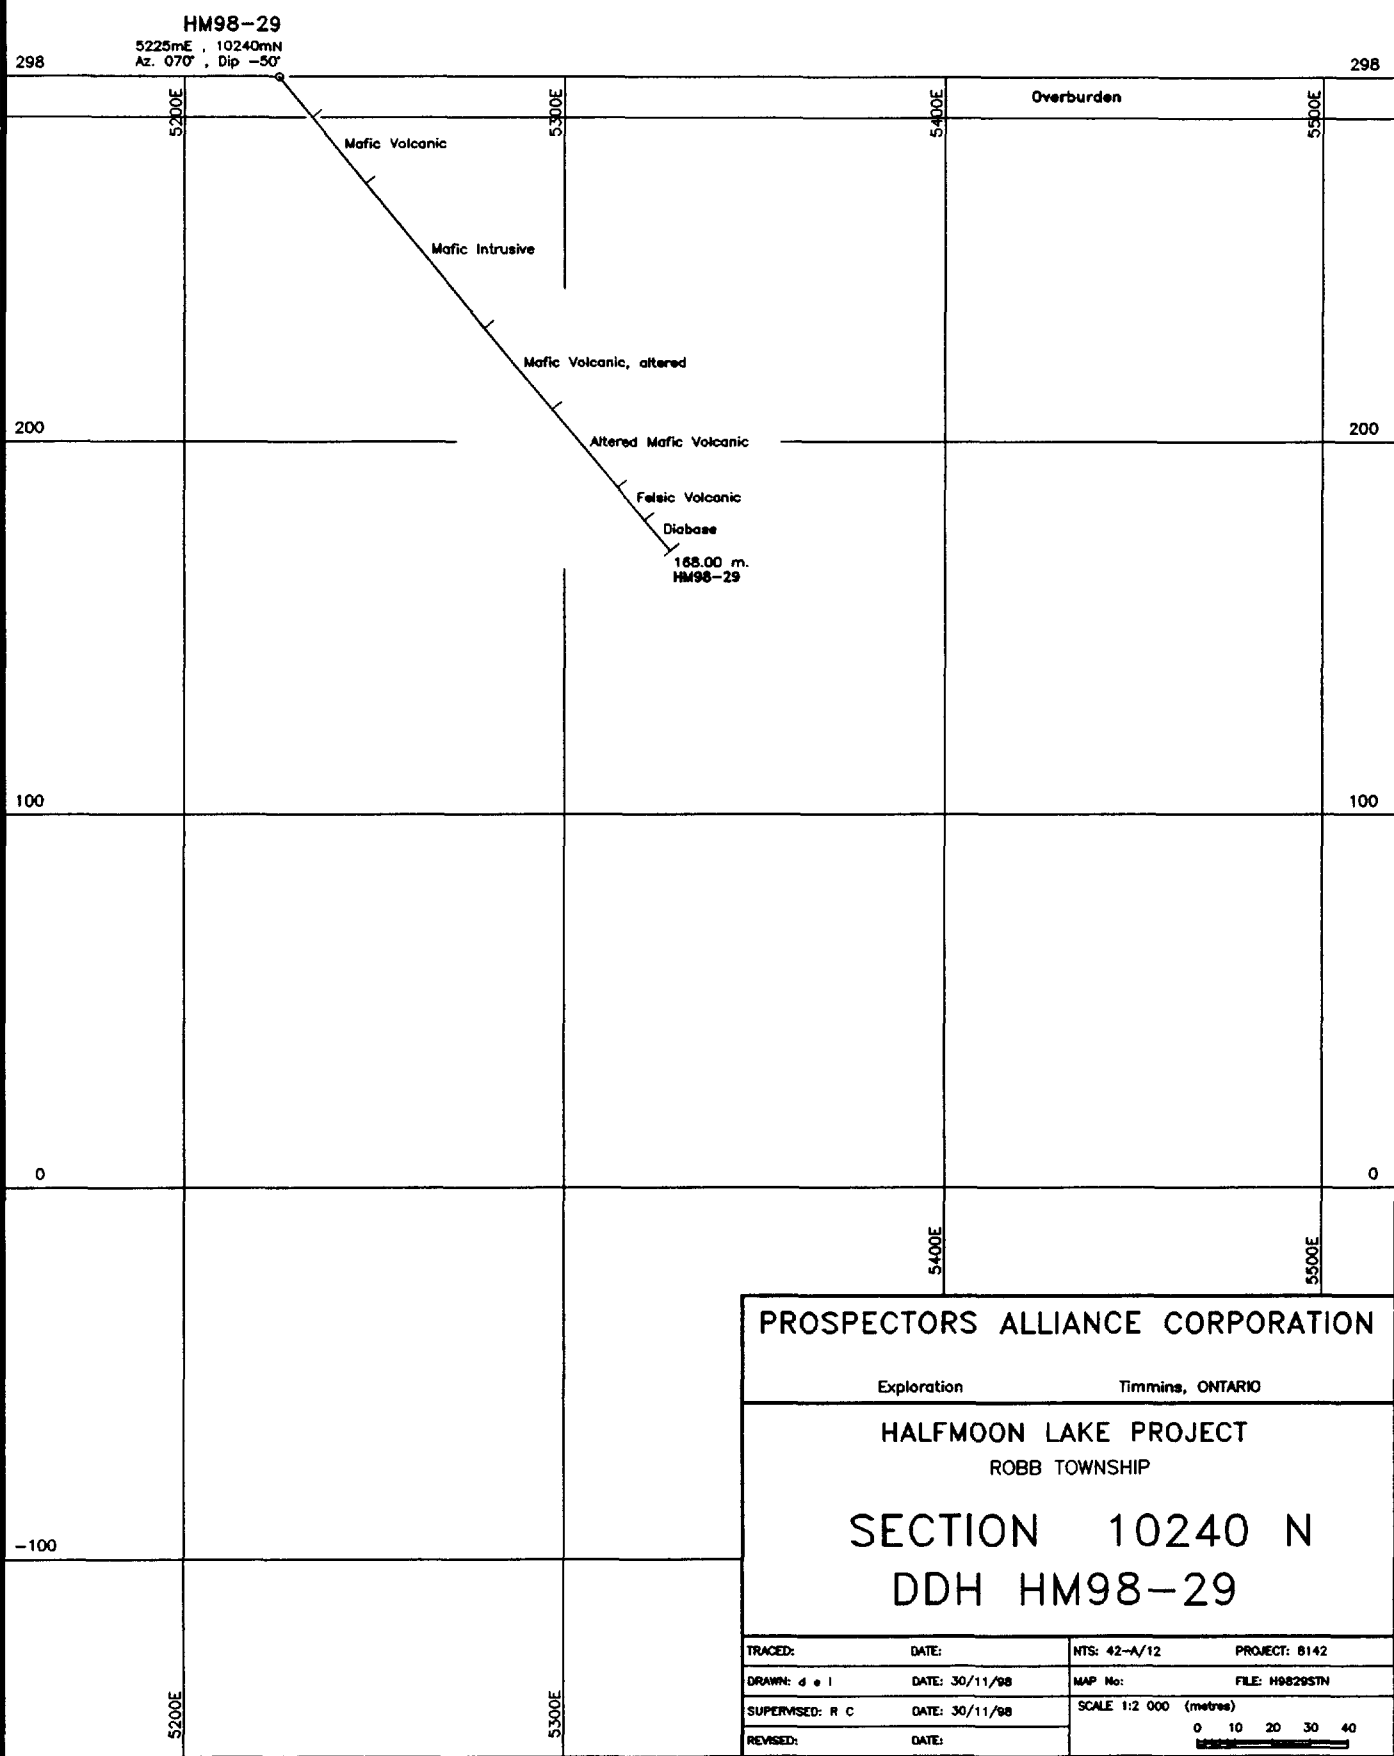 HM98-29
5225mE , 10240mN
Az. 070° , Dip -50°
298
298
5200E
5300E
5400E
5500E
Overburden
Mafic Volcanic
Mafic Intrusive
Mafic Volcanic, altered
200
Altered Mafic Volcanic
200
Felsic Volcanic
Diabase
168.00 m.
HM98-29
100
100
0
0
5400E
5500E
PROSPECTORS ALLIANCE CORPORATION
Exploration Timmins, ONTARIO
HALFMOON LAKE PROJECT
ROBB TOWNSHIP
SECTION 10240 N
DDH HM98-29
-100
TRACED: DATE: NTS: 42-A/12 PROJECT: 8142
DRAWN: d e l DATE: 30/11/98 MAP No: FILE: H9829STN
SUPERVISED: R C DATE: 30/11/98 SCALE 1:2 000 (metres)
0 10 20 30 40
REVISED: DATE:
5200E
5300E